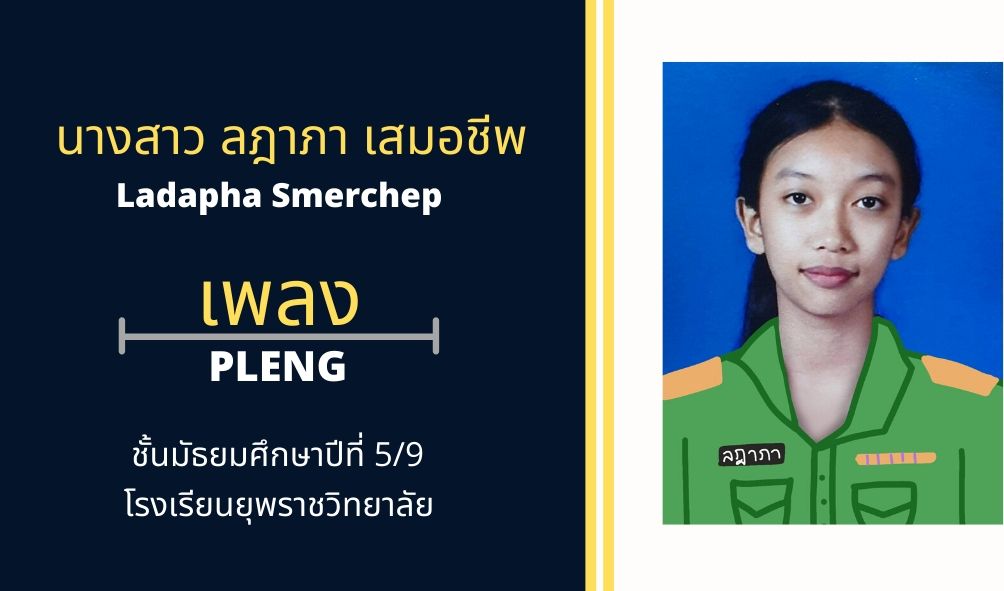 นางสาว ลฎาภา เสมอชีพ
Ladapha Smerchep
เพลง
PLENG
ชั้นมัธยมศึกษาปีที่ 5/9
โรงเรียนยุพราชวิทยาลัย
ลฎาภา